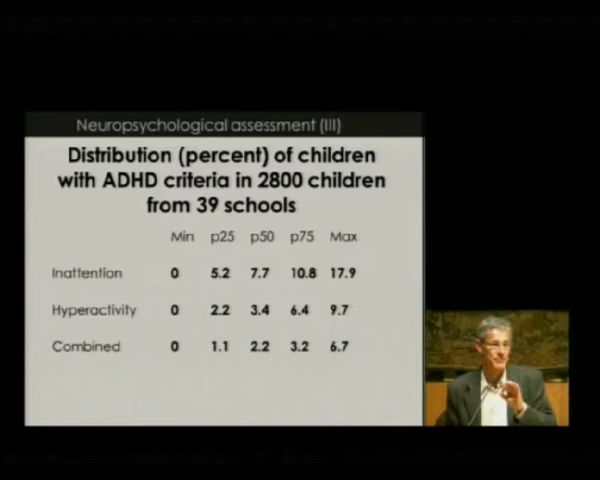 Neuropsychological assessment (III)
Distribution (percent) of children
with ADHD criteria in 2800 children
from 39 schools
Min p25 p50 p75 Max
Inattention 0 5.2 7.7 10.8 17.9
Hyperactivity 0 2.2 3.4 6.4 9.7
Combined 0 1.1 2.2 3.2 6.7